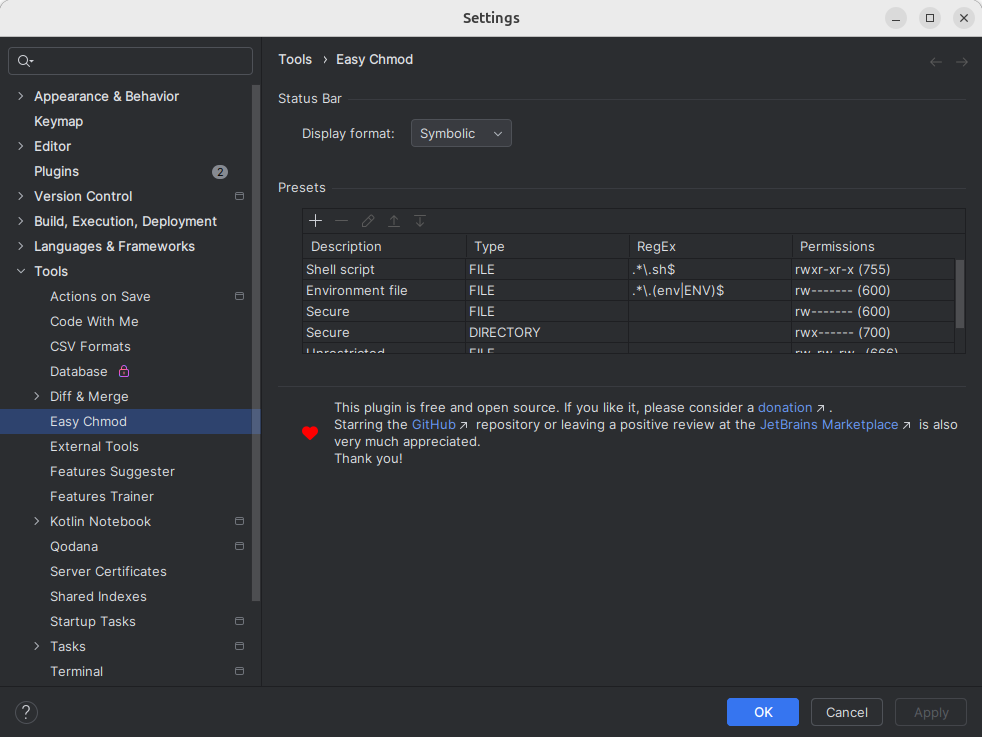 Settings
Tools › Easy Chmod
Appearance & Behavior
Keymap
Editor
Plugins 2
Version Control
Build, Execution, Deployment
Languages & Frameworks
Tools
Actions on Save
Code With Me
CSV Formats
Database
Diff & Merge
Easy Chmod
External Tools
Features Suggester
Features Trainer
Kotlin Notebook
Qodana
Server Certificates
Shared Indexes
Startup Tasks
Tasks
Terminal
Status Bar
Display format: Symbolic
Presets
Description Type RegEx Permissions
Shell script FILE .*\.sh$ rwxr-xr-x (755)
Environment file FILE .*\.(env|ENV)$ rw------- (600)
Secure FILE rw------- (600)
Secure DIRECTORY rwx------ (700)
Unrestricted FILE rw-rw-rw- (666)
This plugin is free and open source. If you like it, please consider a donation ↗ .
Starring the GitHub ↗ repository or leaving a positive review at the JetBrains Marketplace ↗ is also
very much appreciated.
Thank you!
? OK Cancel Apply